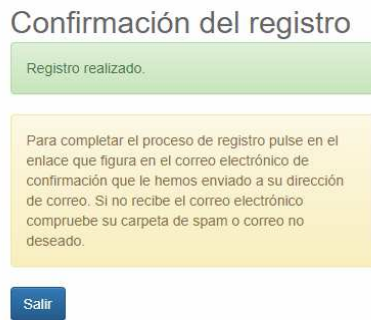 Confirmación del registro
Registro realizado.
Para completar el proceso de registro pulse en el
enlace que figura en el correo electrónico de
confirmación que le hemos enviado a su dirección
de correo. Si no recibe el correo electrónico
compruebe su carpeta de spam o correo no
deseado.
Salir